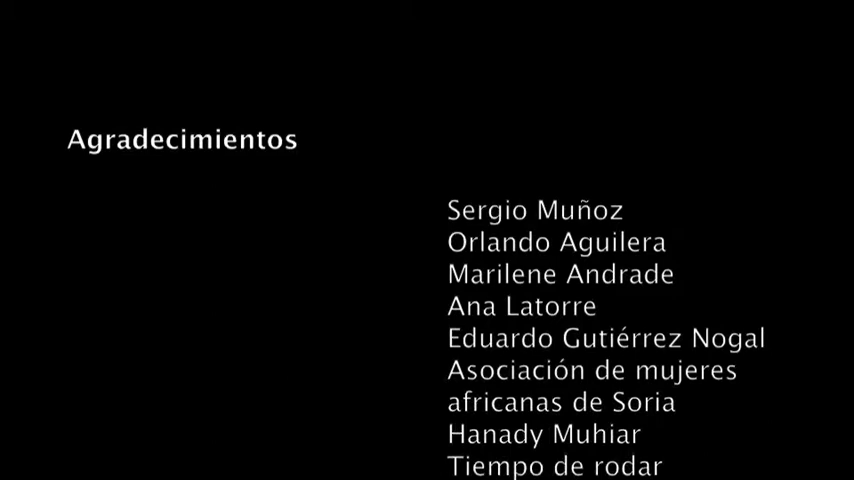 Agradecimientos
Sergio Muñoz
Orlando Aguilera
Marilene Andrade
Ana Latorre
Eduardo Gutiérrez Nogal
Asociación de mujeres
africanas de Soria
Hanady Muhiar
Tiempo de rodar